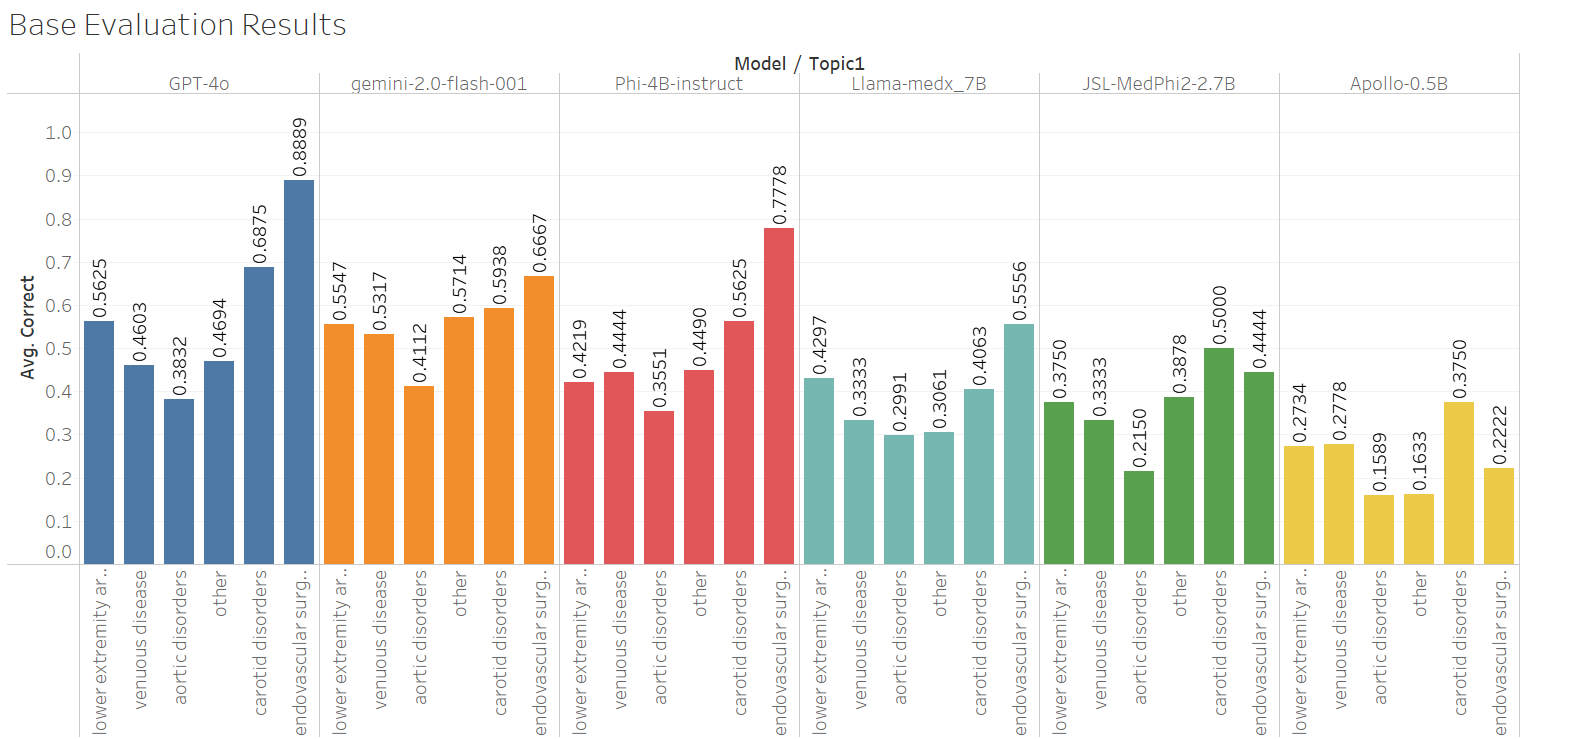 Base Evaluation Results
Model / Topic1
GPT-4o
gemini-2.0-flash-001
Phi-4B-instruct
Llama-medx_7B
JSL-MedPhi2-2.7B
Apollo-0.5B
Avg. Correct
1.0
0.9
0.8
0.7
0.6
0.5
0.4
0.3
0.2
0.1
0.0
0.5625
0.4603
0.3832
0.4694
0.6875
0.8889
0.5547
0.5317
0.4112
0.5714
0.5938
0.6667
0.4219
0.4444
0.3551
0.4490
0.5625
0.7778
0.4297
0.3333
0.2991
0.3061
0.4063
0.5556
0.3750
0.3333
0.2150
0.3878
0.5000
0.4444
0.2734
0.2778
0.1589
0.1633
0.3750
0.2222
lower extremity ar..
venuous disease
aortic disorders
other
carotid disorders
endovascular surg..
lower extremity ar..
venuous disease
aortic disorders
other
carotid disorders
endovascular surg..
lower extremity ar..
venuous disease
aortic disorders
other
carotid disorders
endovascular surg..
lower extremity ar..
venuous disease
aortic disorders
other
carotid disorders
endovascular surg..
lower extremity ar..
venuous disease
aortic disorders
other
carotid disorders
endovascular surg..
lower extremity ar..
venuous disease
aortic disorders
other
carotid disorders
endovascular surg..